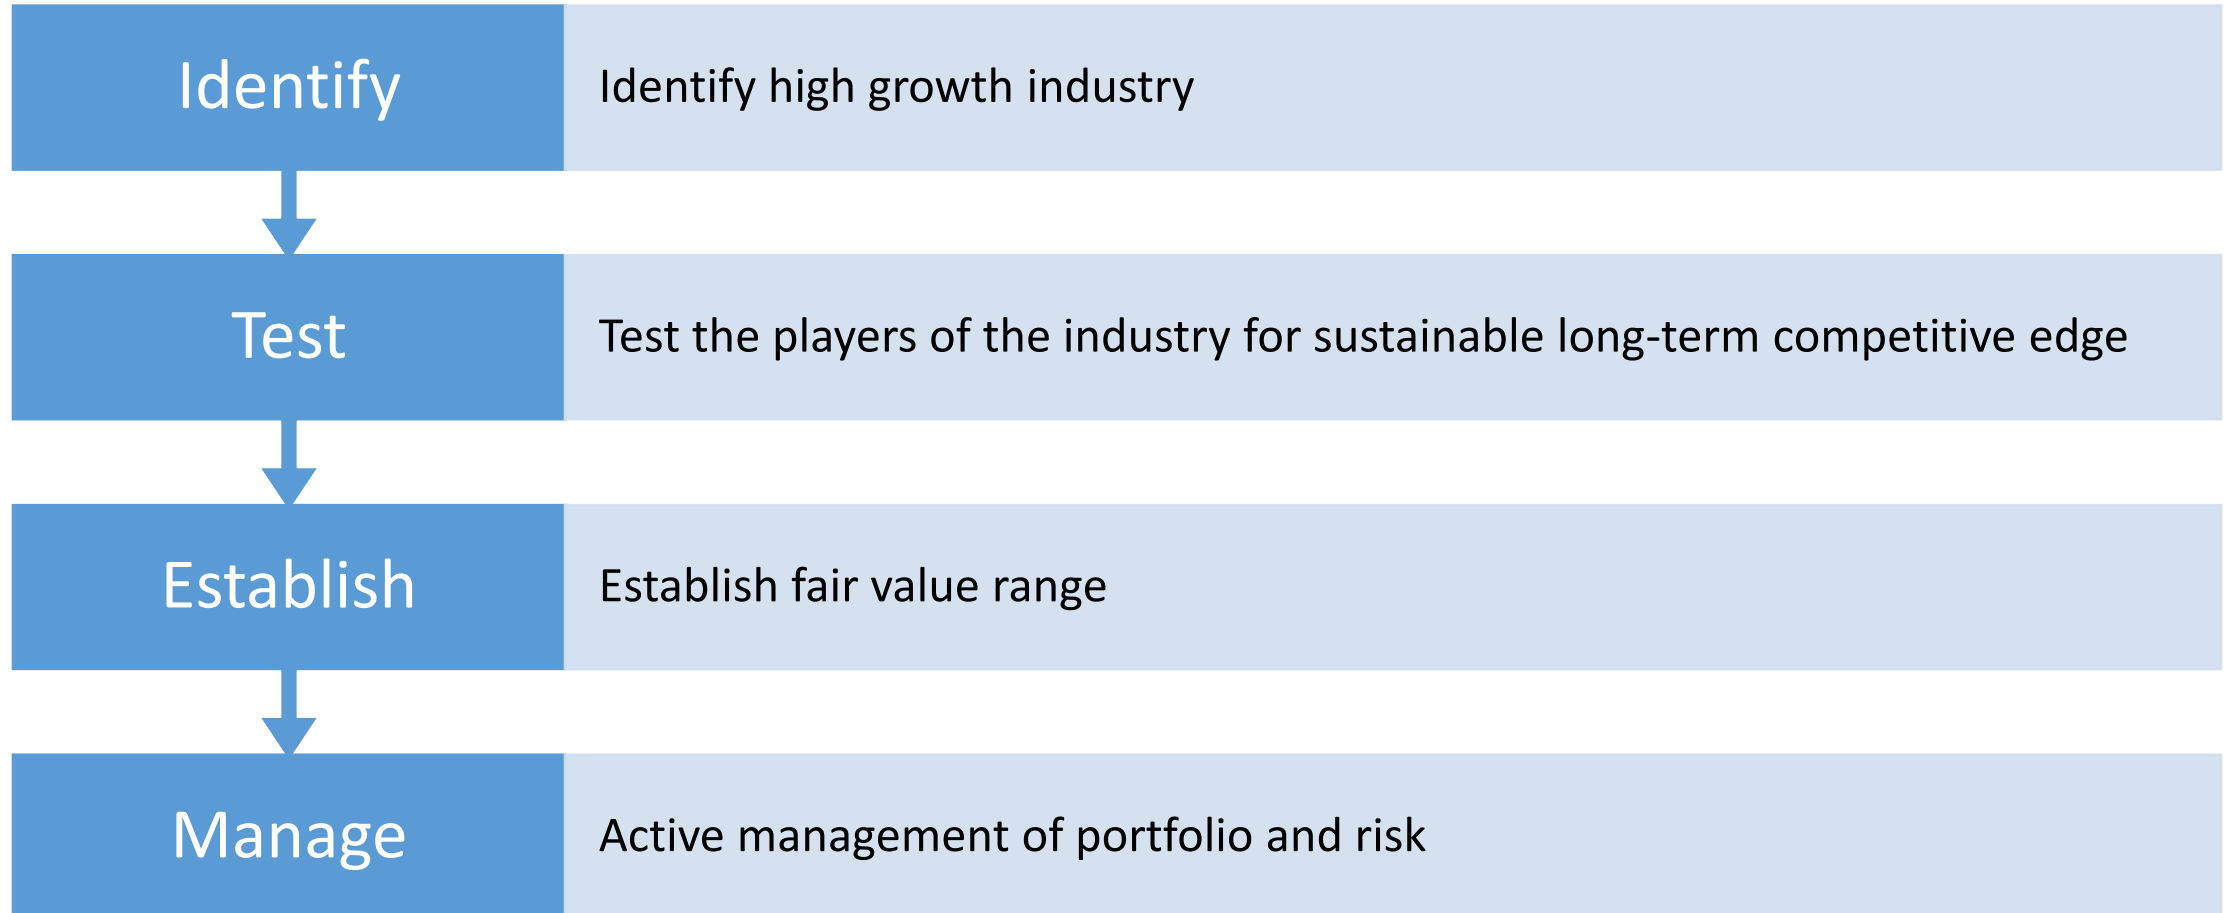 Identify
Identify high growth industry
Test
Test the players of the industry for sustainable long-term competitive edge
Establish
Establish fair value range
Manage
Active management of portfolio and risk